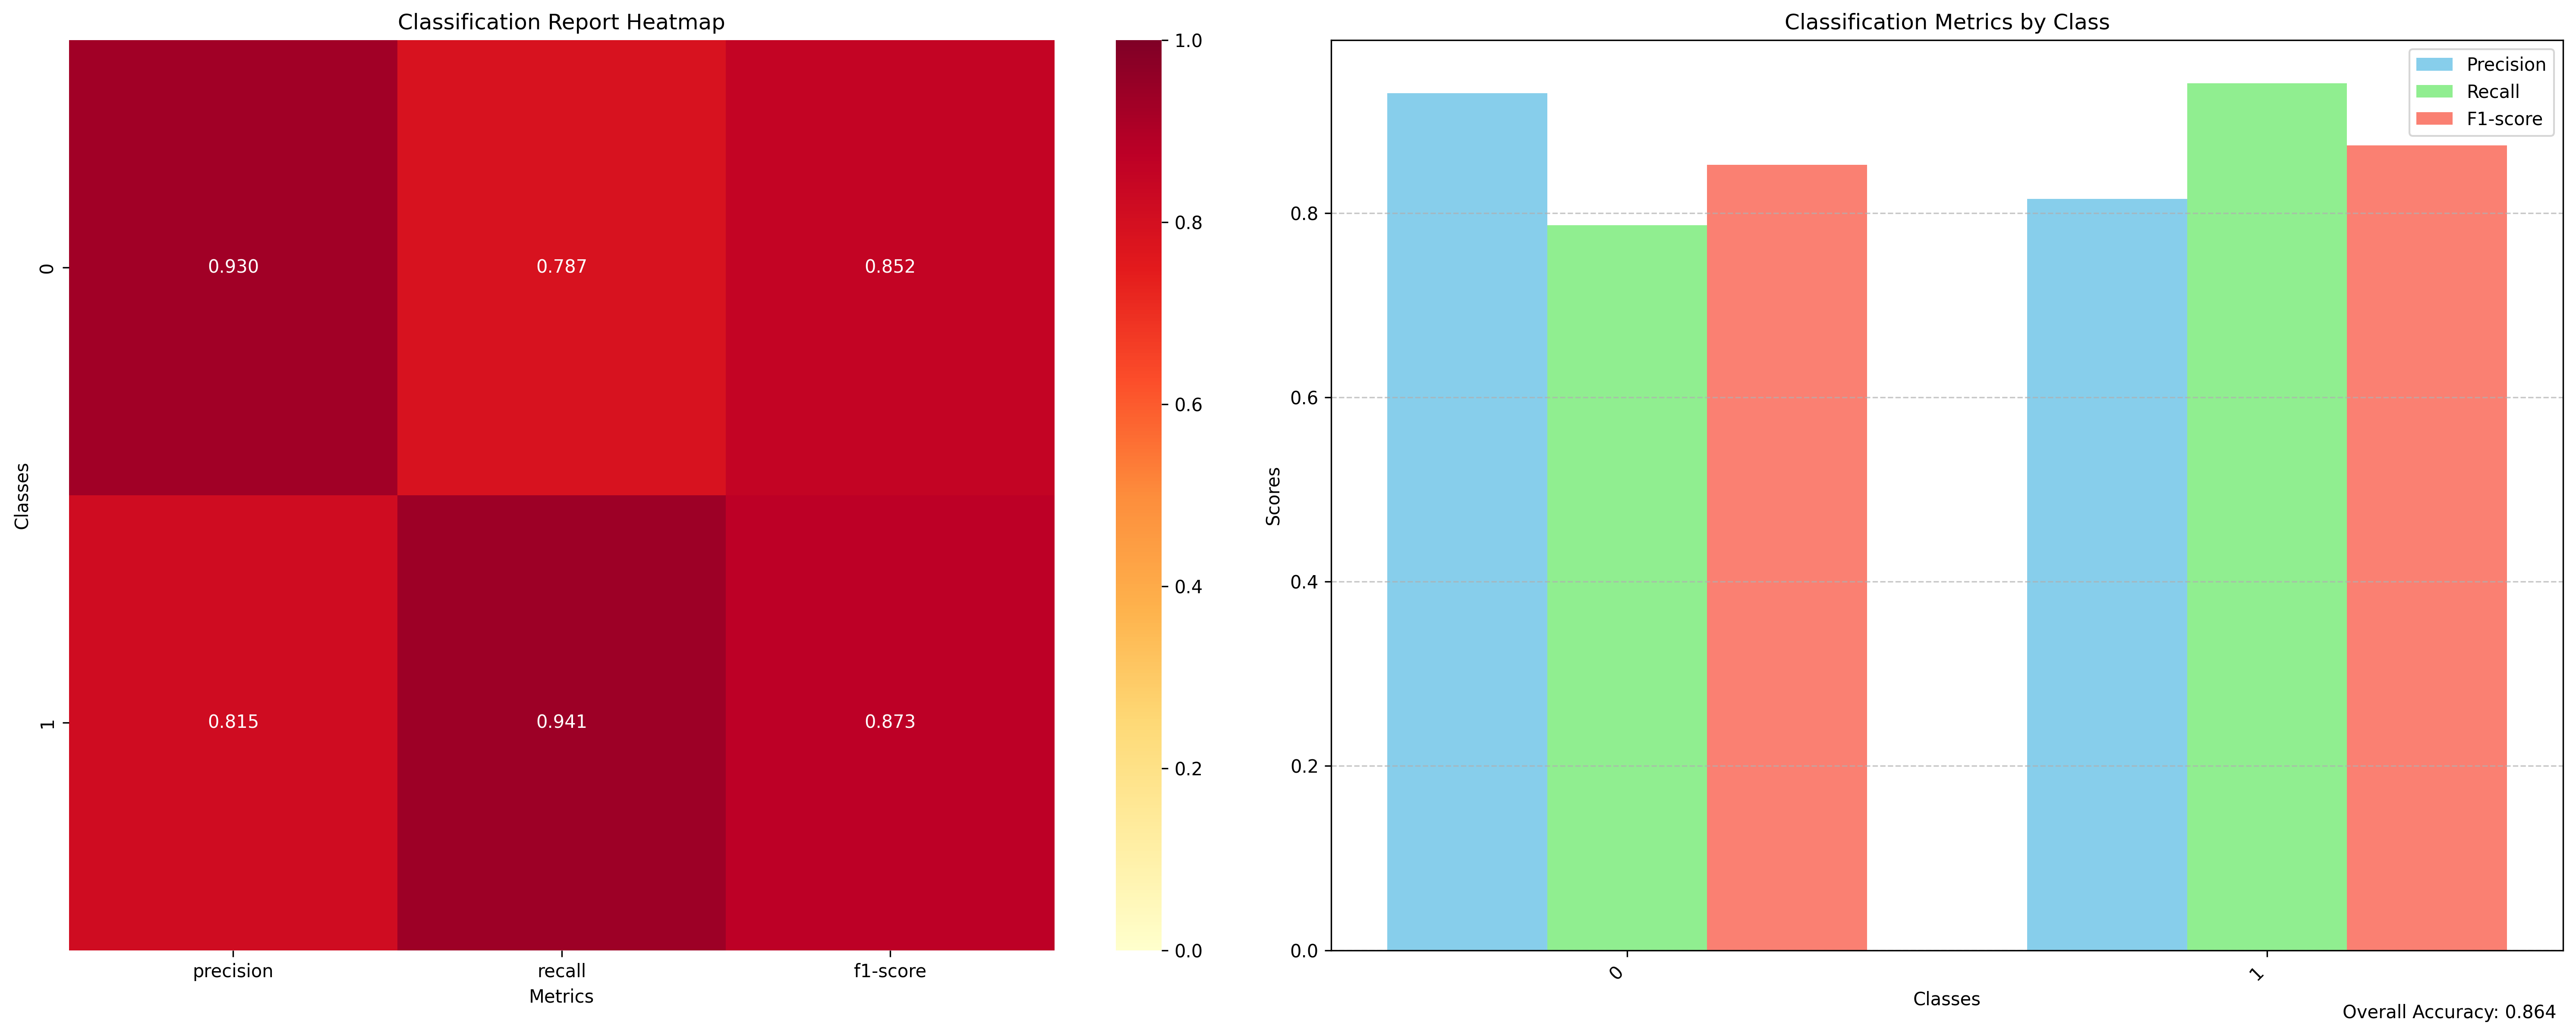 Classification Report Heatmap
Classes
0
1
0.930 0.787 0.852
0.815 0.941 0.873
precision recall f1-score
Metrics
1.0
0.8
0.6
0.4
0.2
0.0
Classification Metrics by Class
Precision
Recall
F1-score
Scores
0.8
0.6
0.4
0.2
0.0
0 1
Classes
Overall Accuracy: 0.864